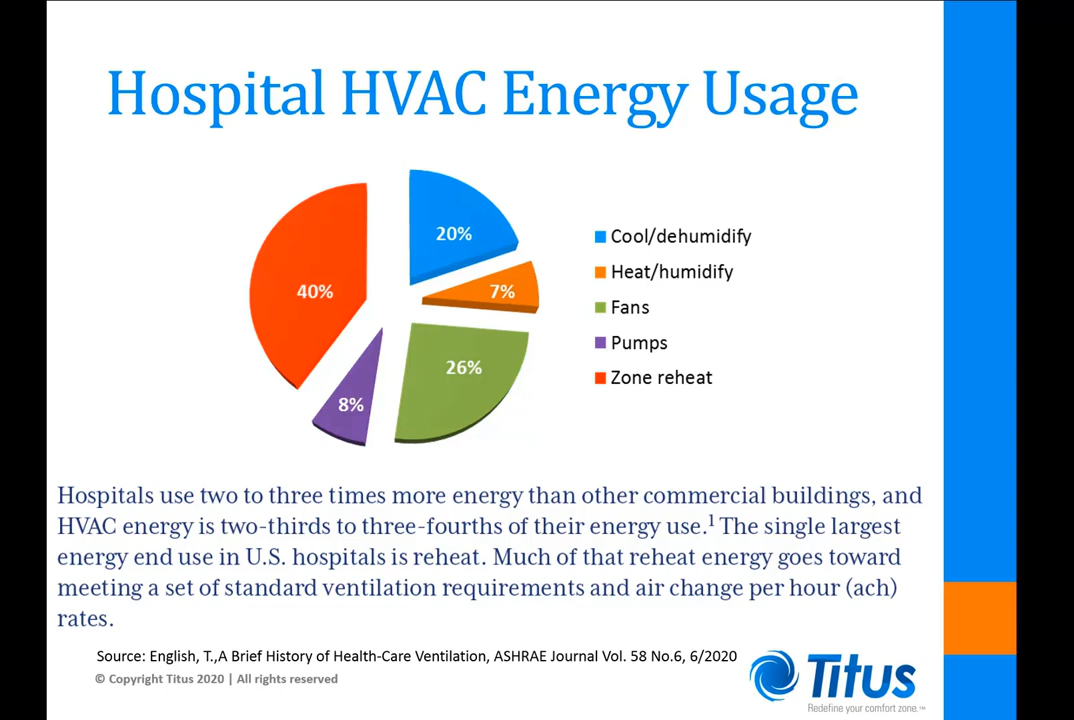 Hospital HVAC Energy Usage
20%
7%
26%
8%
40%
Cool/dehumidify
Heat/humidify
Fans
Pumps
Zone reheat
Hospitals use two to three times more energy than other commercial buildings, and
HVAC energy is two-thirds to three-fourths of their energy use.¹ The single largest
energy end use in U.S. hospitals is reheat. Much of that reheat energy goes toward
meeting a set of standard ventilation requirements and air change per hour (ach)
rates.
Source: English, T.,A Brief History of Health-Care Ventilation, ASHRAE Journal Vol. 58 No.6, 6/2020
© Copyright Titus 2020 | All rights reserved
Titus
Redefine your comfort zone.™